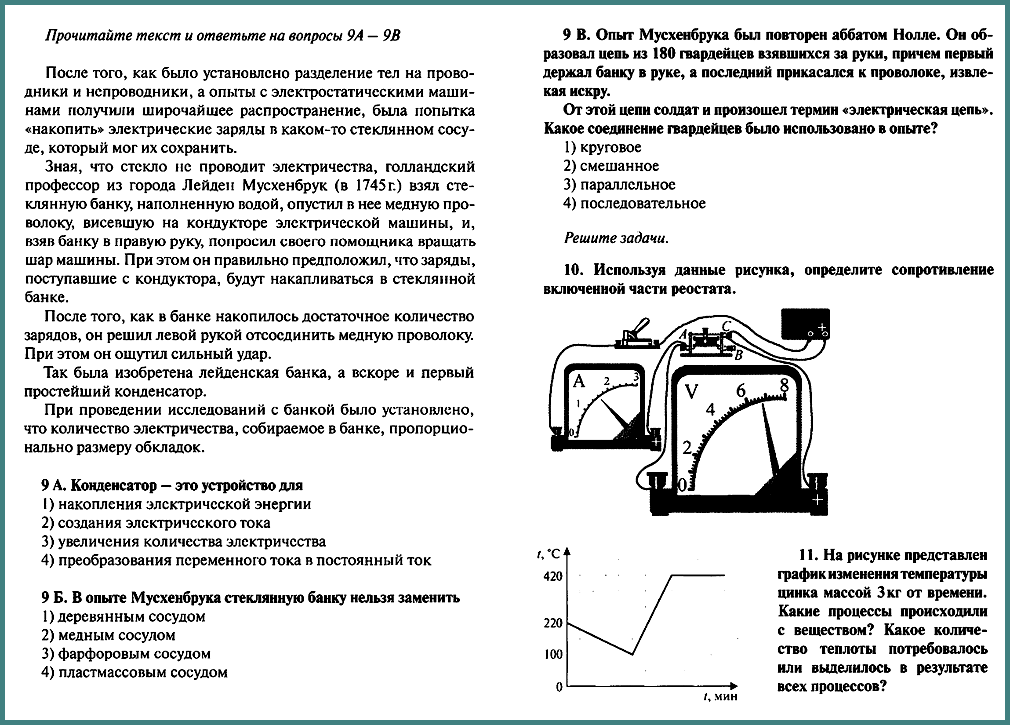 Прочитайте текст и ответьте на вопросы 9А – 9В
После того, как было установлено разделение тел на прово-
дники и непроводники, а опыты с электростатическими маши-
нами получили широчайшее распространение, была попытка
«накопить» электрические заряды в каком-то стеклянном сосу-
де, который мог их сохранить.
Зная, что стекло не проводит электричества, голландский
профессор из города Лейден Мусхенбрук (в 1745 г.) взял сте-
клянную банку, наполненную водой, опустил в нее медную про-
волоку, висевшую на кондукторе электрической машины, и,
взяв банку в правую руку, попросил своего помощника вращать
шар машины. При этом он правильно предположил, что заряды,
поступавшие с кондуктора, будут накапливаться в стеклянной
банке.
После того, как в банке накопилось достаточное количество
зарядов, он решил левой рукой отсоединить медную проволоку.
При этом он ощутил сильный удар.
Так была изобретена лейденская банка, а вскоре и первый
простейший конденсатор.
При проведении исследований с банкой было установлено,
что количество электричества, собираемое в банке, пропорцио-
нально размеру обкладок.
9 А. Конденсатор – это устройство для
1) накопления электрической энергии
2) создания электрического тока
3) увеличения количества электричества
4) преобразования переменного тока в постоянный ток
9 Б. В опыте Мусхенбрука стеклянную банку нельзя заменить
1) деревянным сосудом
2) медным сосудом
3) фарфоровым сосудом
4) пластмассовым сосудом
9 В. Опыт Мусхенбрука был повторен аббатом Нолле. Он об-
разовал цепь из 180 гвардейцев взявшихся за руки, причем первый
держал банку в руке, а последний прикасался к проволоке, извле-
кая искру.
От этой цепи солдат и произошел термин «электрическая цепь».
Какое соединение гвардейцев было использовано в опыте?
1) круговое
2) смешанное
3) параллельное
4) последовательное
Решите задачи.
10. Используя данные рисунка, определите сопротивление
включенной части реостата.
A C
B
+
A
0 1 2 3
+
V
0 2 4 6 8
+
t, °C
420
220
100
0
t, мин
11. На рисунке представлен
график изменения температуры
цинка массой 3 кг от времени.
Какие процессы происходили
с веществом? Какое количе-
ство теплоты потребовалось
или выделилось в результате
всех процессов?